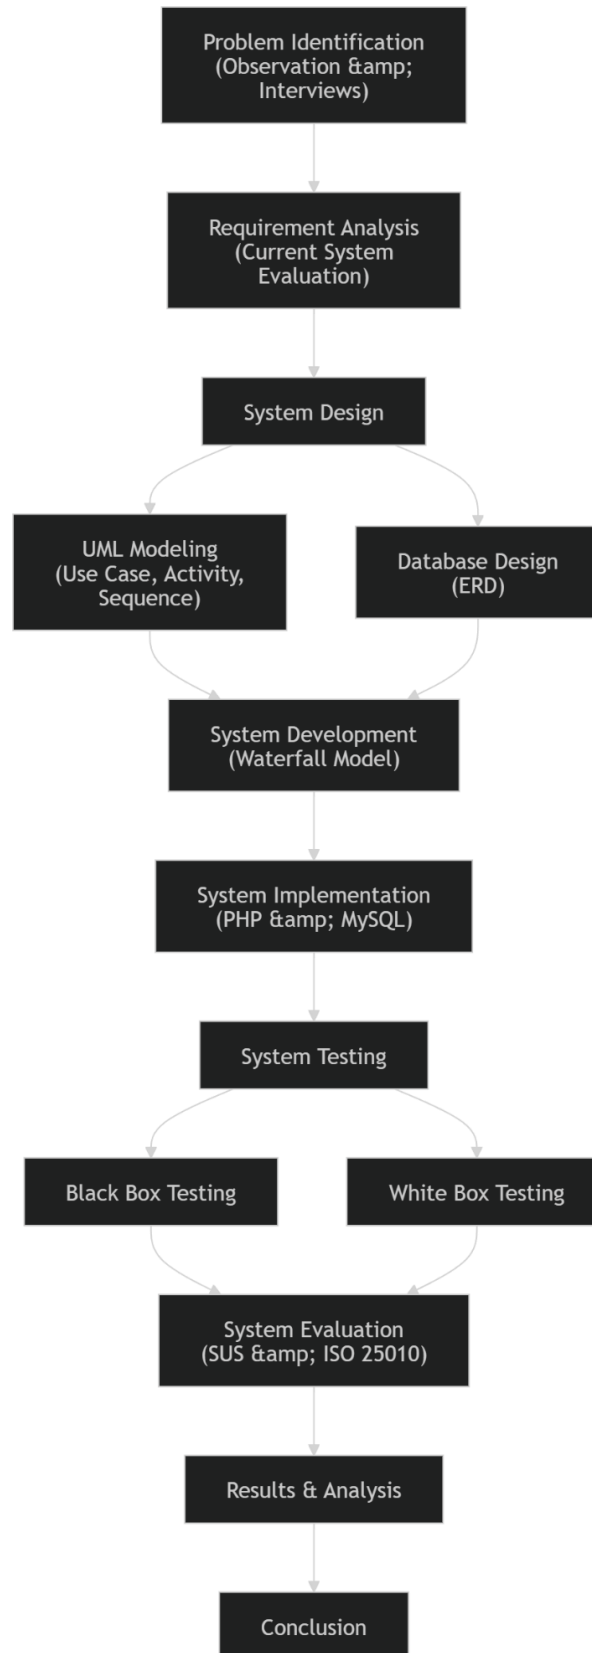 Problem Identification
(Observation &amp;
Interviews)
Requirement Analysis
(Current System
Evaluation)
System Design
UML Modeling
(Use Case, Activity,
Sequence)
Database Design
(ERD)
System Development
(Waterfall Model)
System Implementation
(PHP &amp; MySQL)
System Testing
Black Box Testing
White Box Testing
System Evaluation
(SUS &amp; ISO 25010)
Results & Analysis
Conclusion